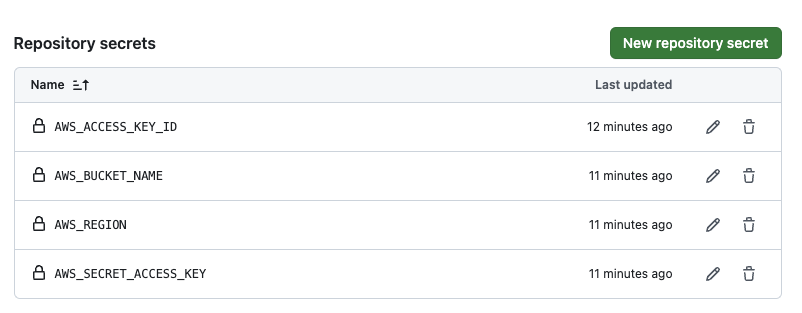 Repository secrets
New repository secret
Name Last updated
AWS_ACCESS_KEY_ID 12 minutes ago
AWS_BUCKET_NAME 11 minutes ago
AWS_REGION 11 minutes ago
AWS_SECRET_ACCESS_KEY 11 minutes ago